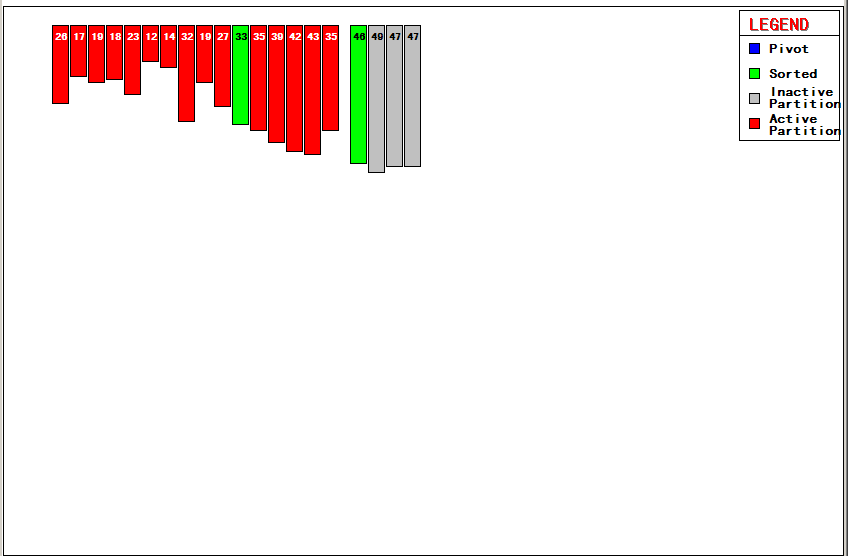 26 17 19 18 23 12 14 32 19 27 33 35 39 42 43 35 46 49 47 47
LEGEND
Pivot
Sorted
Inactive
Partition
Active
Partition